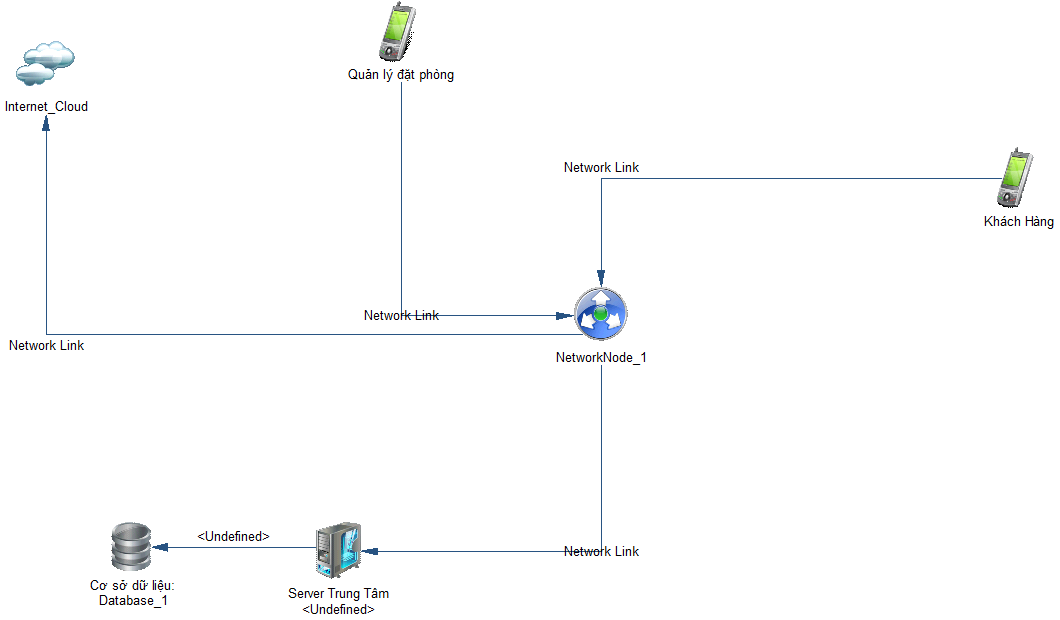 Quản lý đặt phòng
Internet_Cloud
Network Link
Khách Hàng
Network Link
Network Link
NetworkNode_1
<Undefined>
Network Link
Cơ sở dữ liệu:
Database_1
Server Trung Tâm
<Undefined>